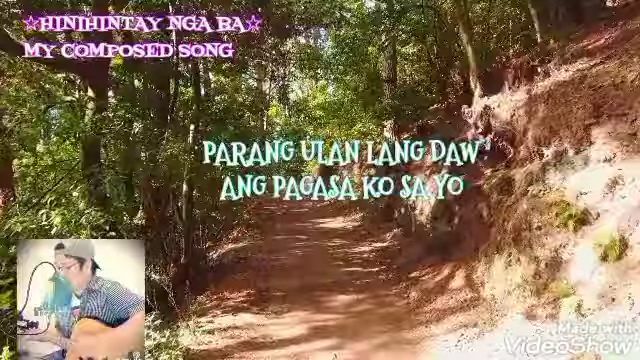 ☆HINIHINTAY NGA BA☆
MY COMPOSED SONG
PARANG ULAN LANG DAW
ANG PAGASA KO SA YO
Made with
VideoShow